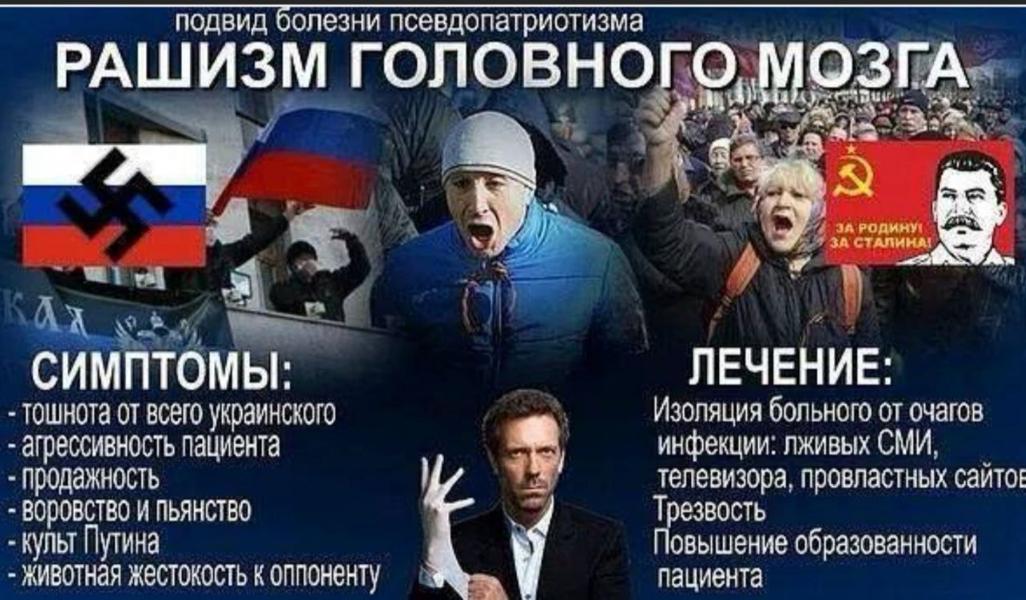 подвид болезни псевдопатриотизма
РАШИЗМ ГОЛОВНОГО МОЗГА
ЗА РОДИНУ!
ЗА СТАЛИНА!
СИМПТОМЫ:
- тошнота от всего украинского
- агрессивность пациента
- продажность
- воровство и пьянство
- культ Путина
- животная жестокость к оппоненту
ЛЕЧЕНИЕ:
Изоляция больного от очагов
инфекции: лживых СМИ,
телевизора, провластных сайтов
Трезвость
Повышение образованности
пациента